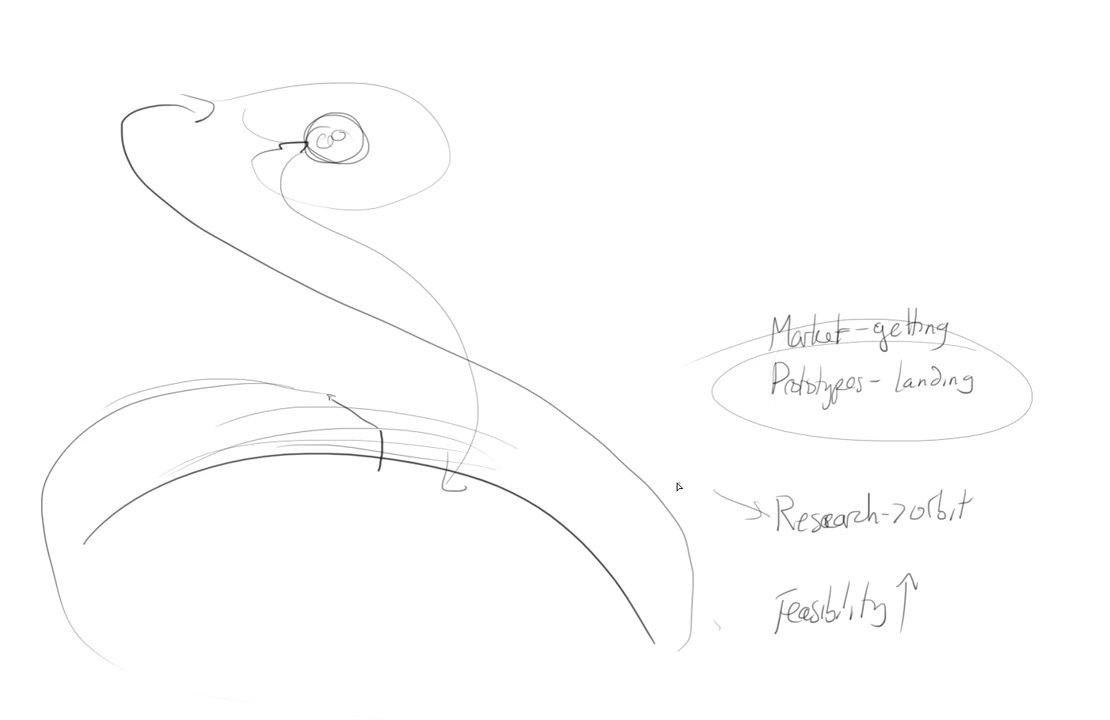 Market-getting
Prototypes- landing
Research->orbit
Feasibility↑